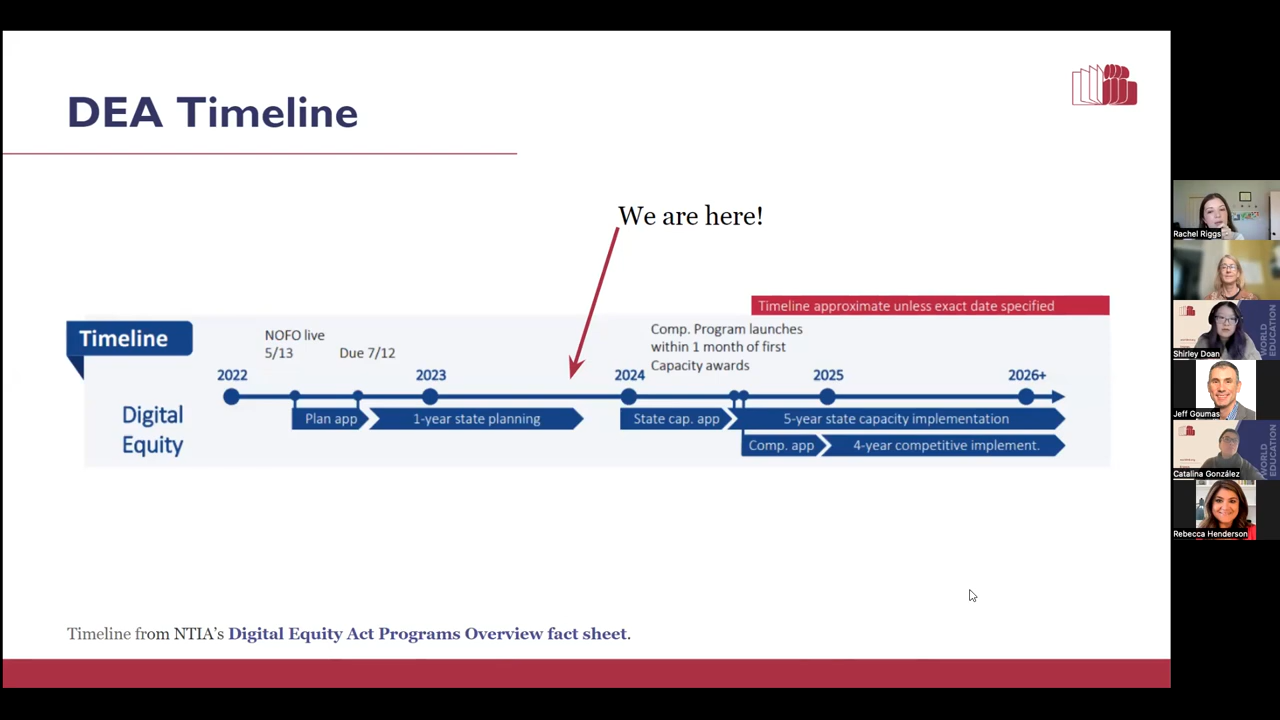 DEA Timeline
We are here!
Timeline approximate unless exact date specified
Timeline
NOFO live
5/13
Due 7/12
Comp. Program launches
within 1 month of first
Capacity awards
2022
2023
2024
2025
2026+
Digital
Equity
Plan app
1-year state planning
State cap. app
5-year state capacity implementation
Comp. app
4-year competitive implement.
Timeline from NTIA’s Digital Equity Act Programs Overview fact sheet.
Rachel Riggs
Shirley Doan
WORLD
EDUCATION
Jeff Goumas
Catalina González
WORLD
EDUCATION
Rebecca Henderson